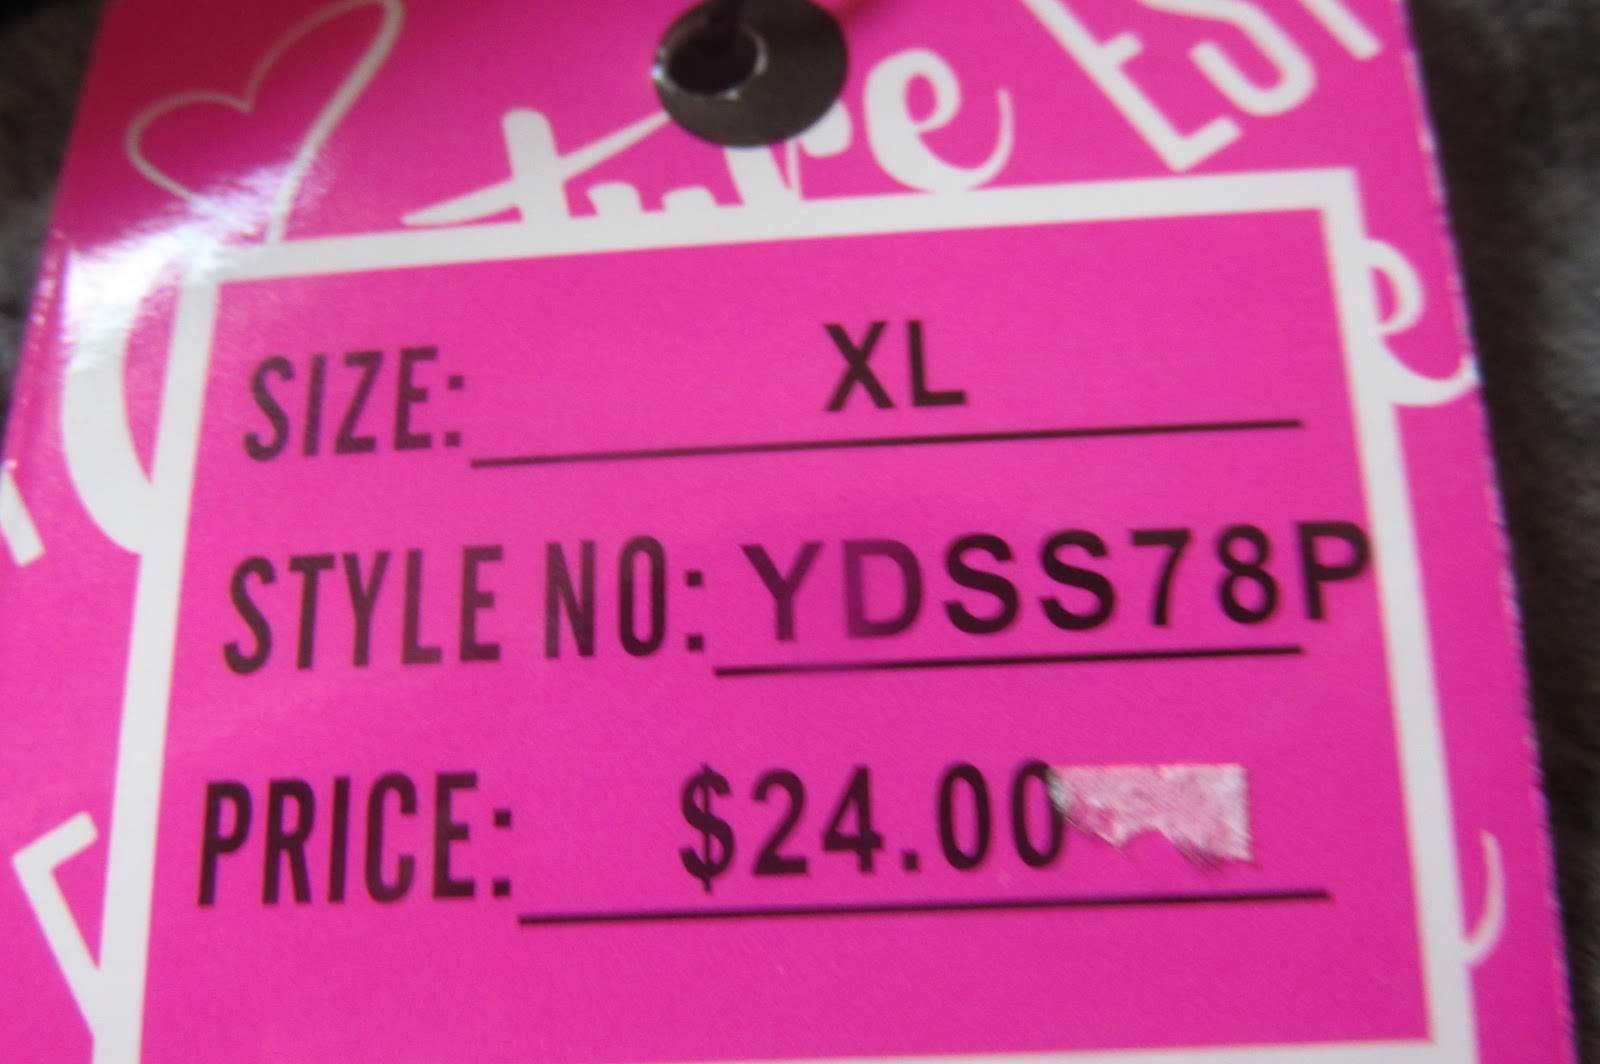 SIZE: XL
STYLE NO: YDSS78P
PRICE: $24.00